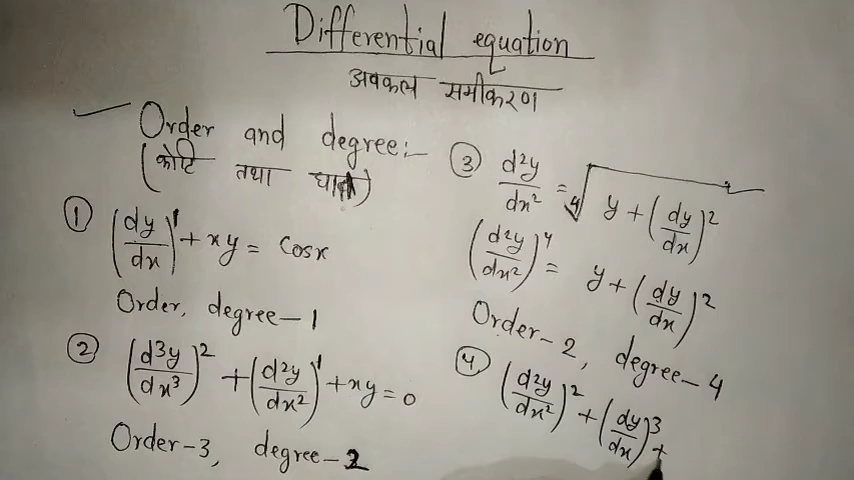 Differential equation
अवकल समीकरण
Order and degree:-
(कोटि तथा घात)
① (dy/dx)¹ + xy = cosx
Order, degree-1
② (d³y/dx³)² + (d²y/dx²)¹ + xy = 0
Order-3, degree-2
③ d²y/dx² = ⁴√(y + (dy/dx)²)
(d²y/dx²)⁴ = y + (dy/dx)²
Order-2, degree-4
④ (d²y/dx²)² + (dy/dx)³ +